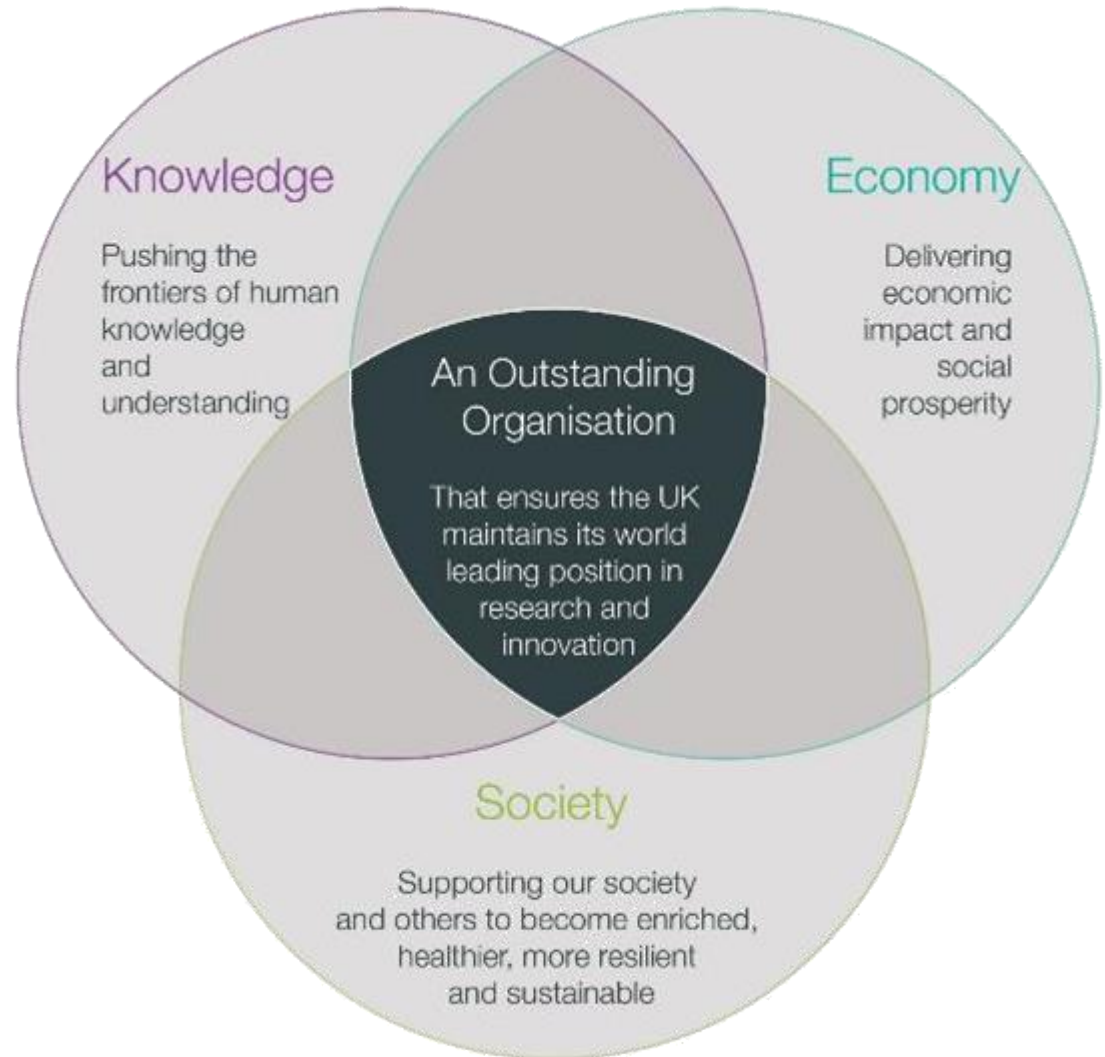 Knowledge
Pushing the
frontiers of human
knowledge
and
understanding
Economy
Delivering
economic
impact and
social
prosperity
An Outstanding
Organisation
That ensures the UK
maintains its world
leading position in
research and
innovation
Society
Supporting our society
and others to become enriched,
healthier, more resilient
and sustainable